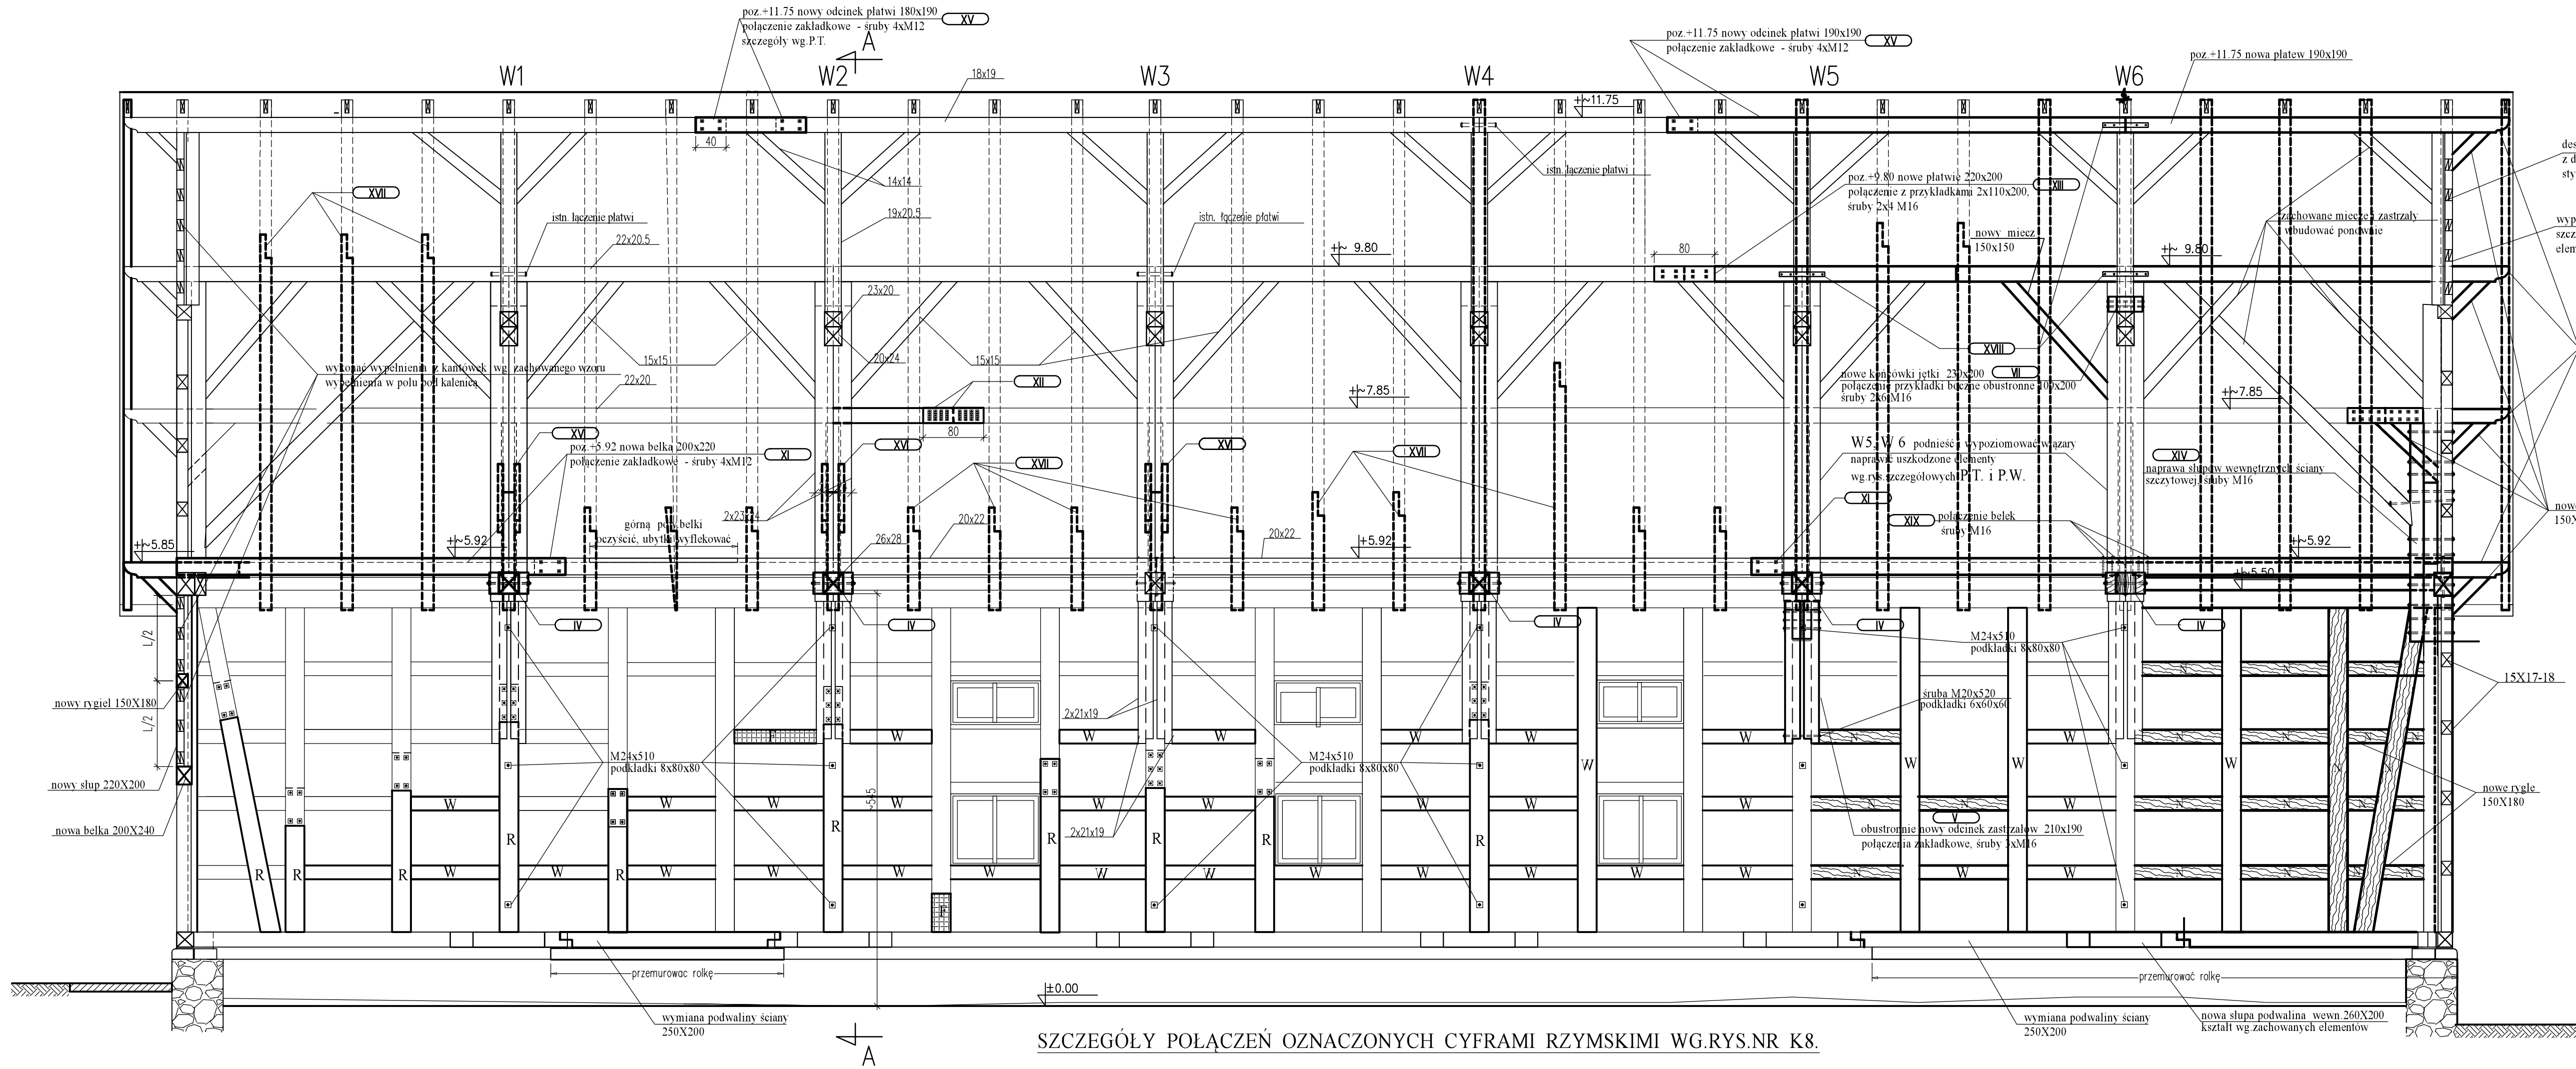 poz.+11.75 nowy odcinek płatwi 180x190
połączenie zakładkowe - śruby 4xM12
szczegóły wg.P.T.
XV
A
poz.+11.75 nowy odcinek płatwi 190x190
połączenie zakładkowe - śruby 4xM12
XV
poz.+11.75 nowa płatew 190x190
W1
W2
W3
W4
W5
W6
18x19
+~11.75
40
14x14
19x20.5
istn. łączenie płatwi
XVII
istn. łączenie płatwi
22x20.5
istn. łączenie płatwi
poz.+9.80 nowe płatwie 220x200
połączenie z przykładkami 2x110x200,
śruby 2x4 M16
XIII
zachowane miecze i zastrzały
wbudować ponownie
nowy miecz
150x150
+~ 9.80
80
+~ 9.80
23x20
20x24
15x15
15x15
22x20
wykonać wypełnienia z kantówek wg. zachowanego wzoru
wypełnienia w polu pod kalenicą
XII
80
XVIII
nowe końcówki jętki 230x200
VII
połączenie przykładki boczne obustronne 100x200
śruby 2x6 M16
+~7.85
+~7.85
XVI
XVI
XVI
poz.+5.92 nowa belka 200x220
połączenie zakładkowe - śruby 4xM12
XI
XVII
XVII
W5, W 6 podnieść i wypoziomować wiązary
naprawić uszkodzone elementy
wg.rys.szczegółowych P.T. i P.W.
XIV
naprawa słupów wewnętrznych ściany
szczytowej, śruby M16
XI
XIX
połączenie belek
śruby M16
górną pow.belki
oczyścić, ubytki wyflekować
2x23x24
20x22
20x22
26x28
+~5.85
+~5.92
+5.92
+~5.92
+~5.50
IV
IV
IV
IV
IV
L/2
L/2
nowy rygiel 150X180
nowy słup 220X200
nowa belka 200X240
M24x510
podkładki 8x80x80
M24x510
podkładki 8x80x80
M24x510
podkładki 8x80x80
śruba M20x520
podkładki 6x60x60
2x21x19
2x21x19
15X17-18
nowe rygle
150X180
V
obustronnie nowy odcinek zastrzałów 210x190
połączenia zakładkowe, śruby 3xM16
N N N
F W W W W W W N W N N N
W W W W W W W W W N N W N N N
R R R R R R R R R R
W W W W W W W W W W W W W W N W N N N
W W W W
F
przemurować rolkę
przemurować rolkę
±0.00
wymiana podwaliny ściany
250X200
wymiana podwaliny ściany
250X200
nowa słupa podwalina wewn.260X200
kształt wg.zachowanych elementów
A
SZCZEGÓŁY POŁĄCZEŃ OZNACZONYCH CYFRAMI RZYMSKIMI WG.RYS.NR K8.